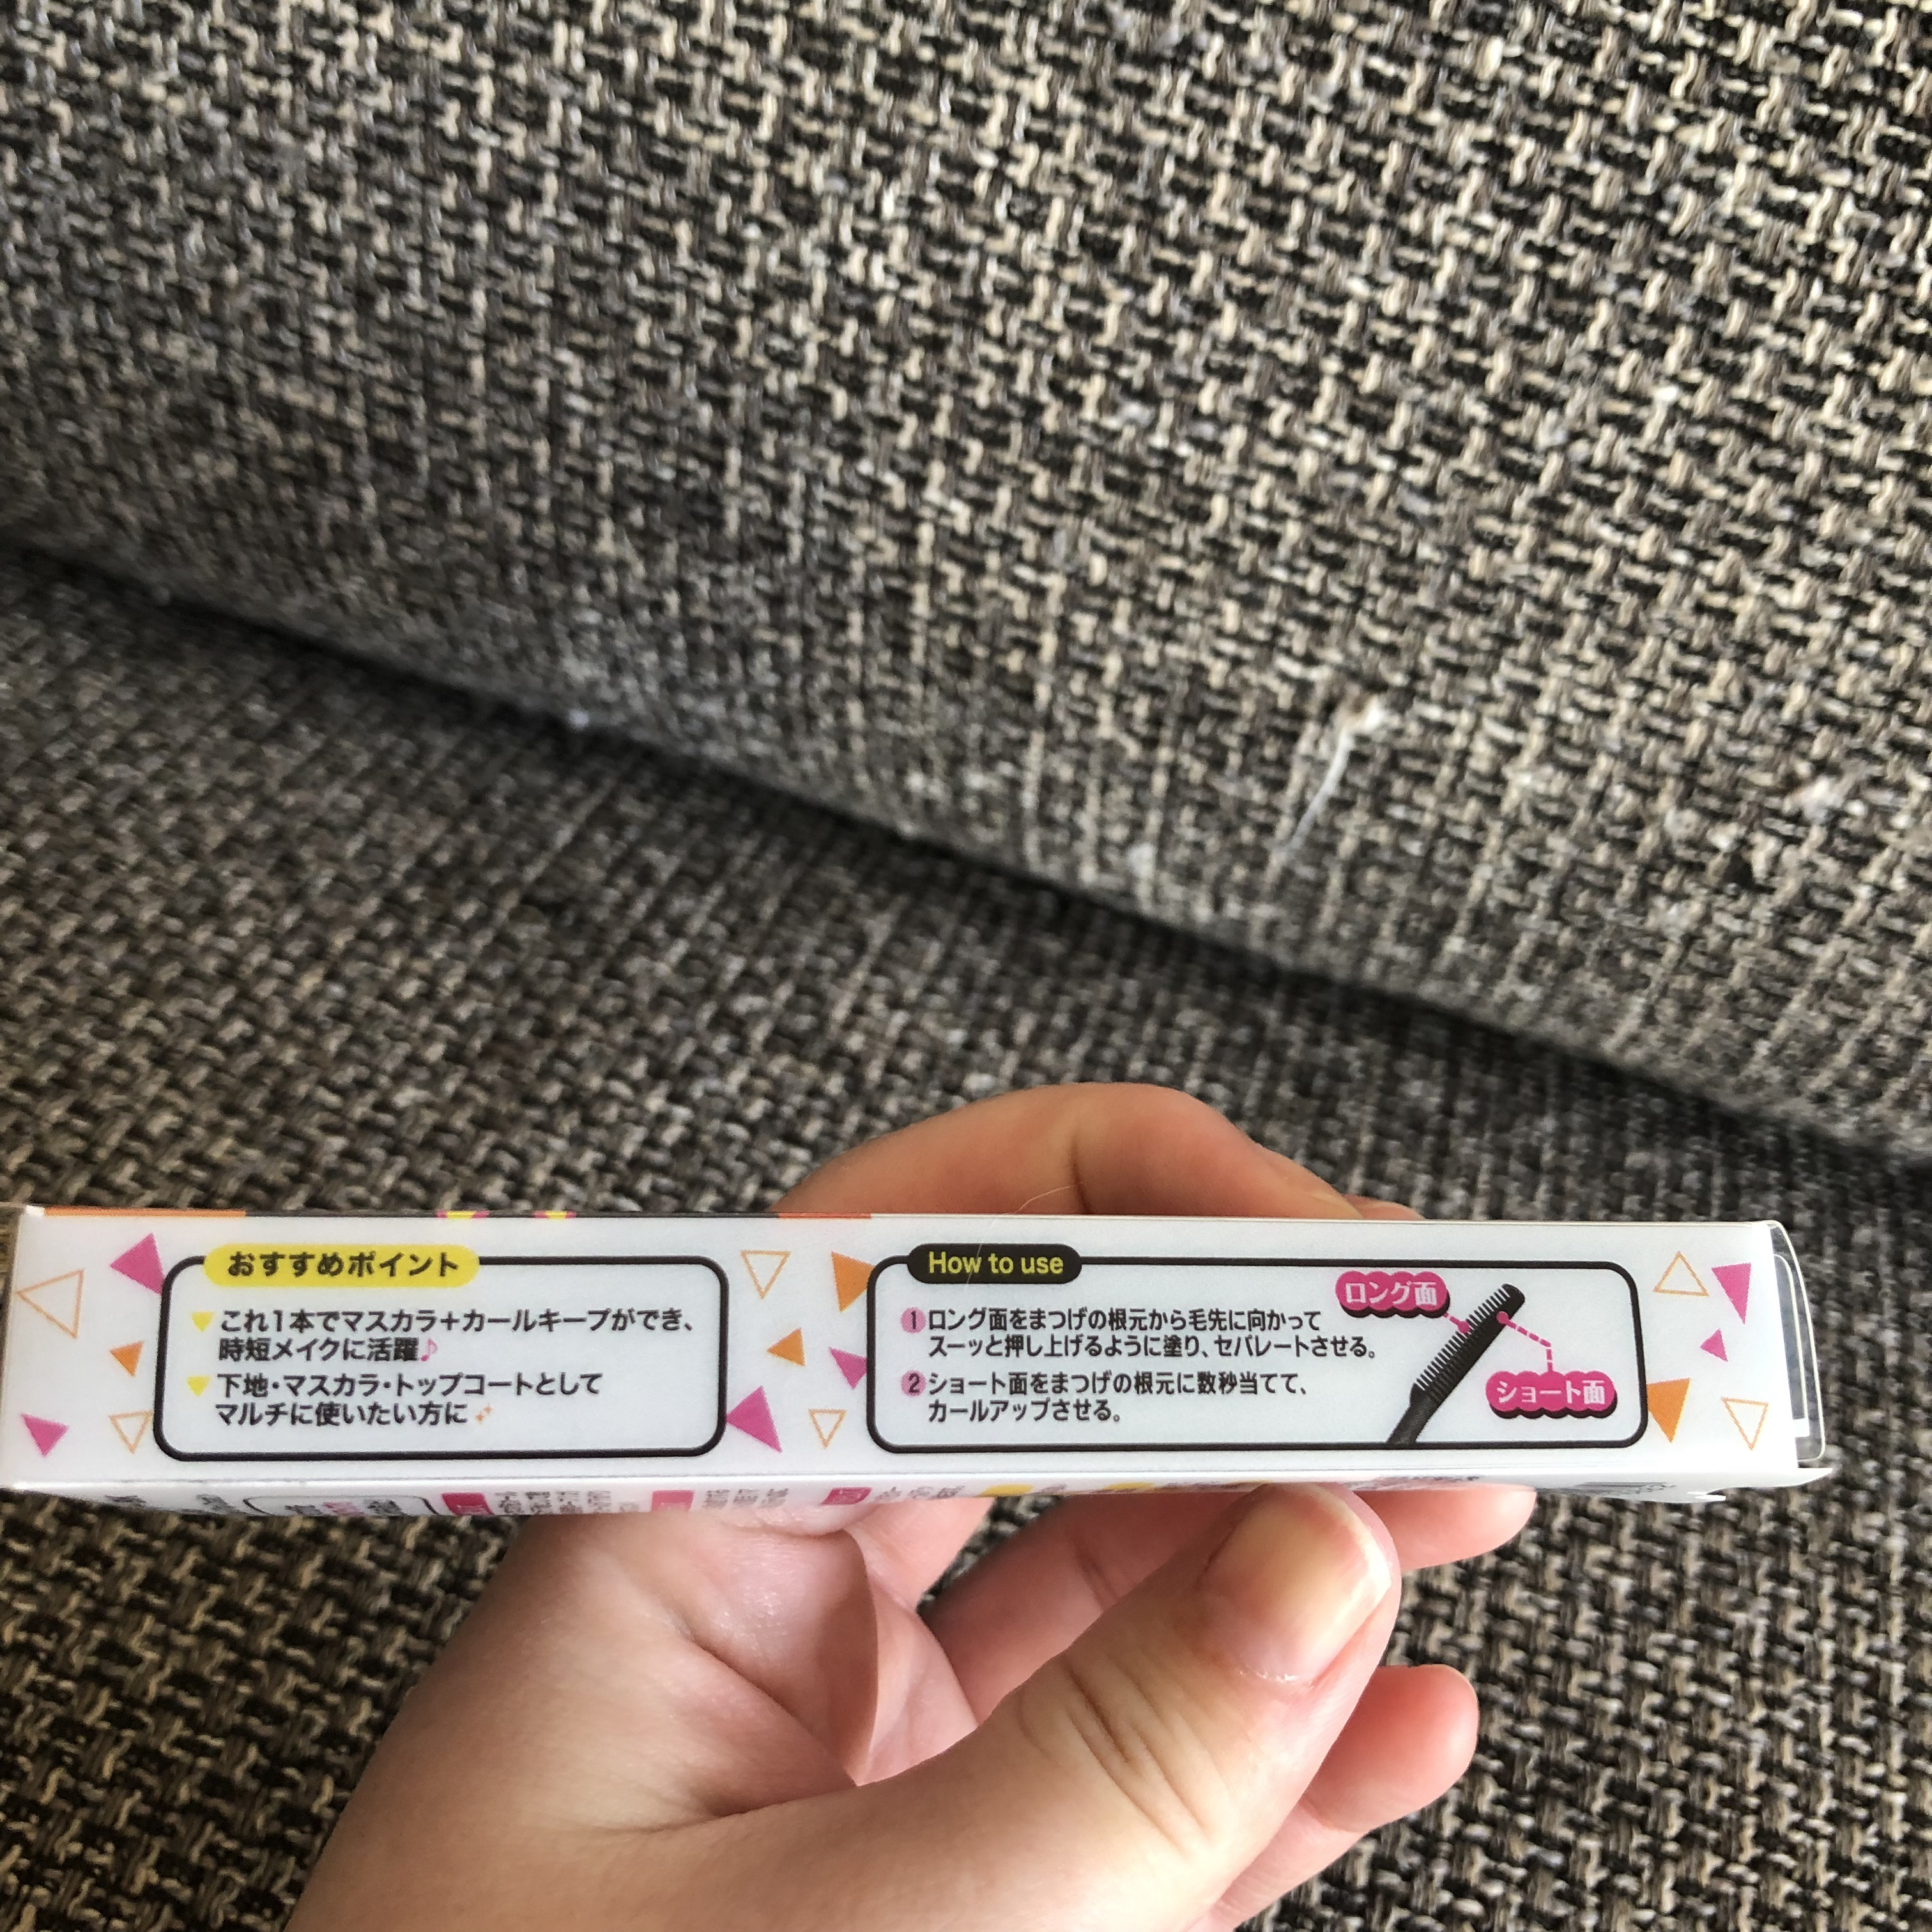 おすすめポイント
これ1本でマスカラ+カールキープができ、
時短メイクに活躍♪
下地・マスカラ・トップコートとして
マルチに使いたい方に
How to use
1 ロング面をまつげの根元から毛先に向かって
スーッと押し上げるように塗り、セパレートさせる。
2 ショート面をまつげの根元に数秒当てて、
カールアップさせる。
ロング面
ショート面